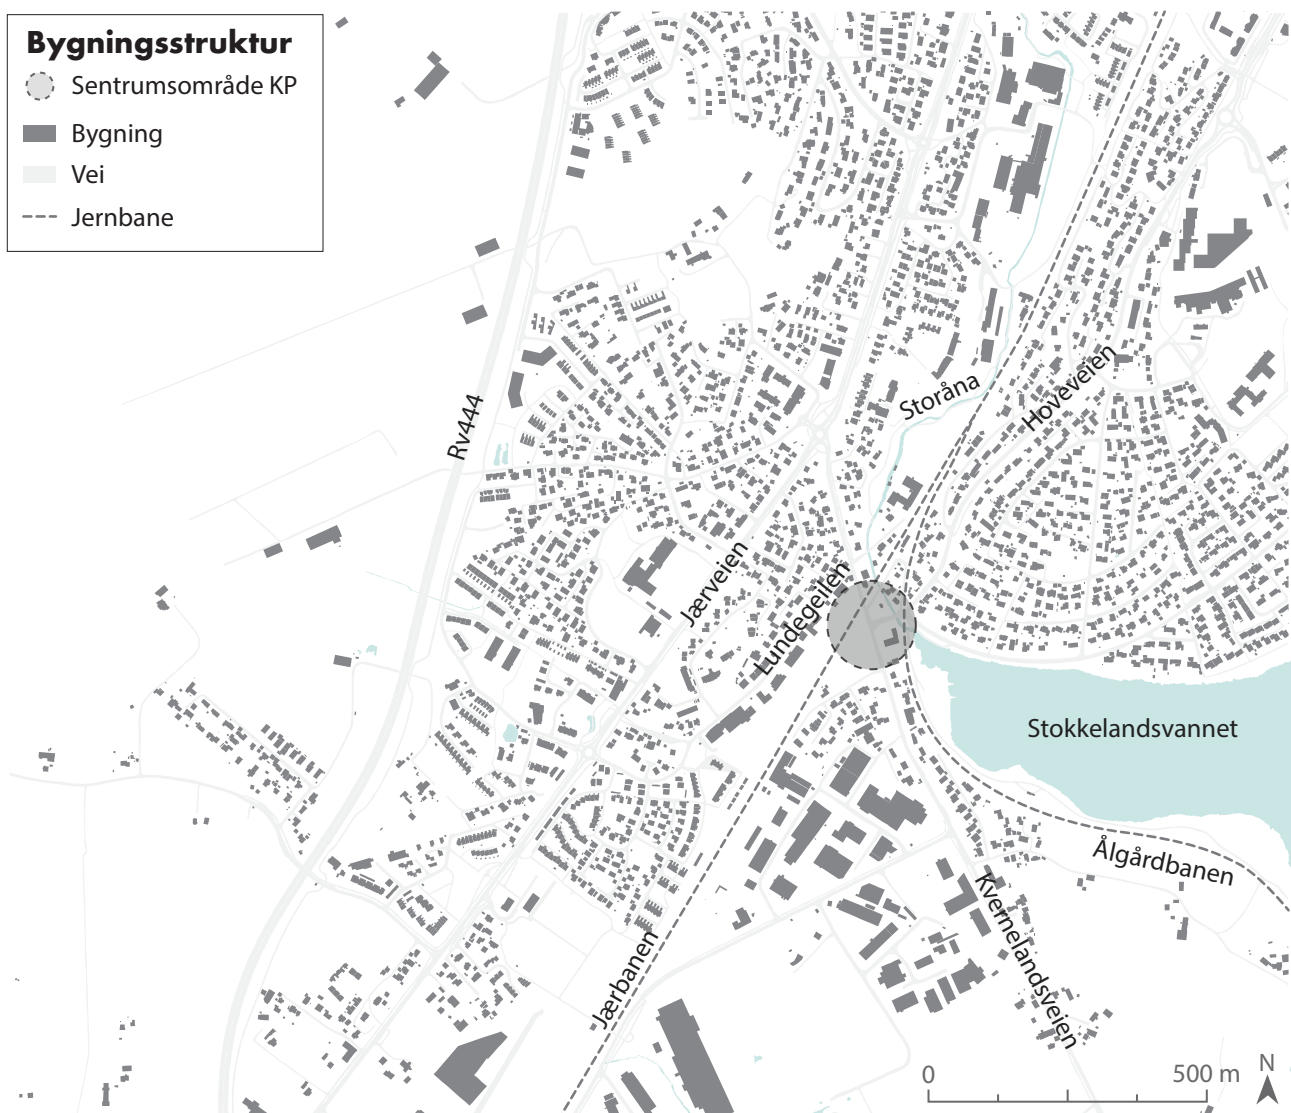 Bygningsstruktur
Sentrumsområde KP
Bygning
Vei
Jernbane
Rv444
Storåna
Hoveveien
Jærveien
Lundegeilen
Stokkelandsvannet
Ålgårdbanen
Kvernelandsveien
Jærbanen
0
500 m
N